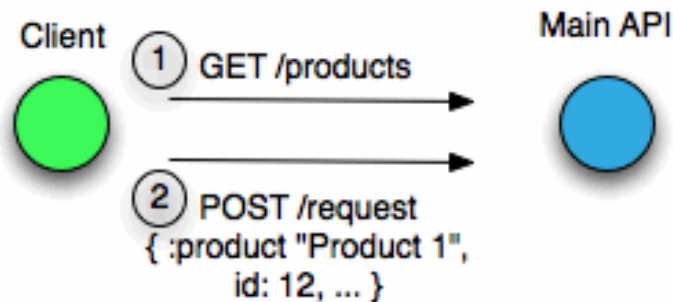 Client
Main API
1
GET /products
2
POST /request
{ :product "Product 1",
id: 12, ... }